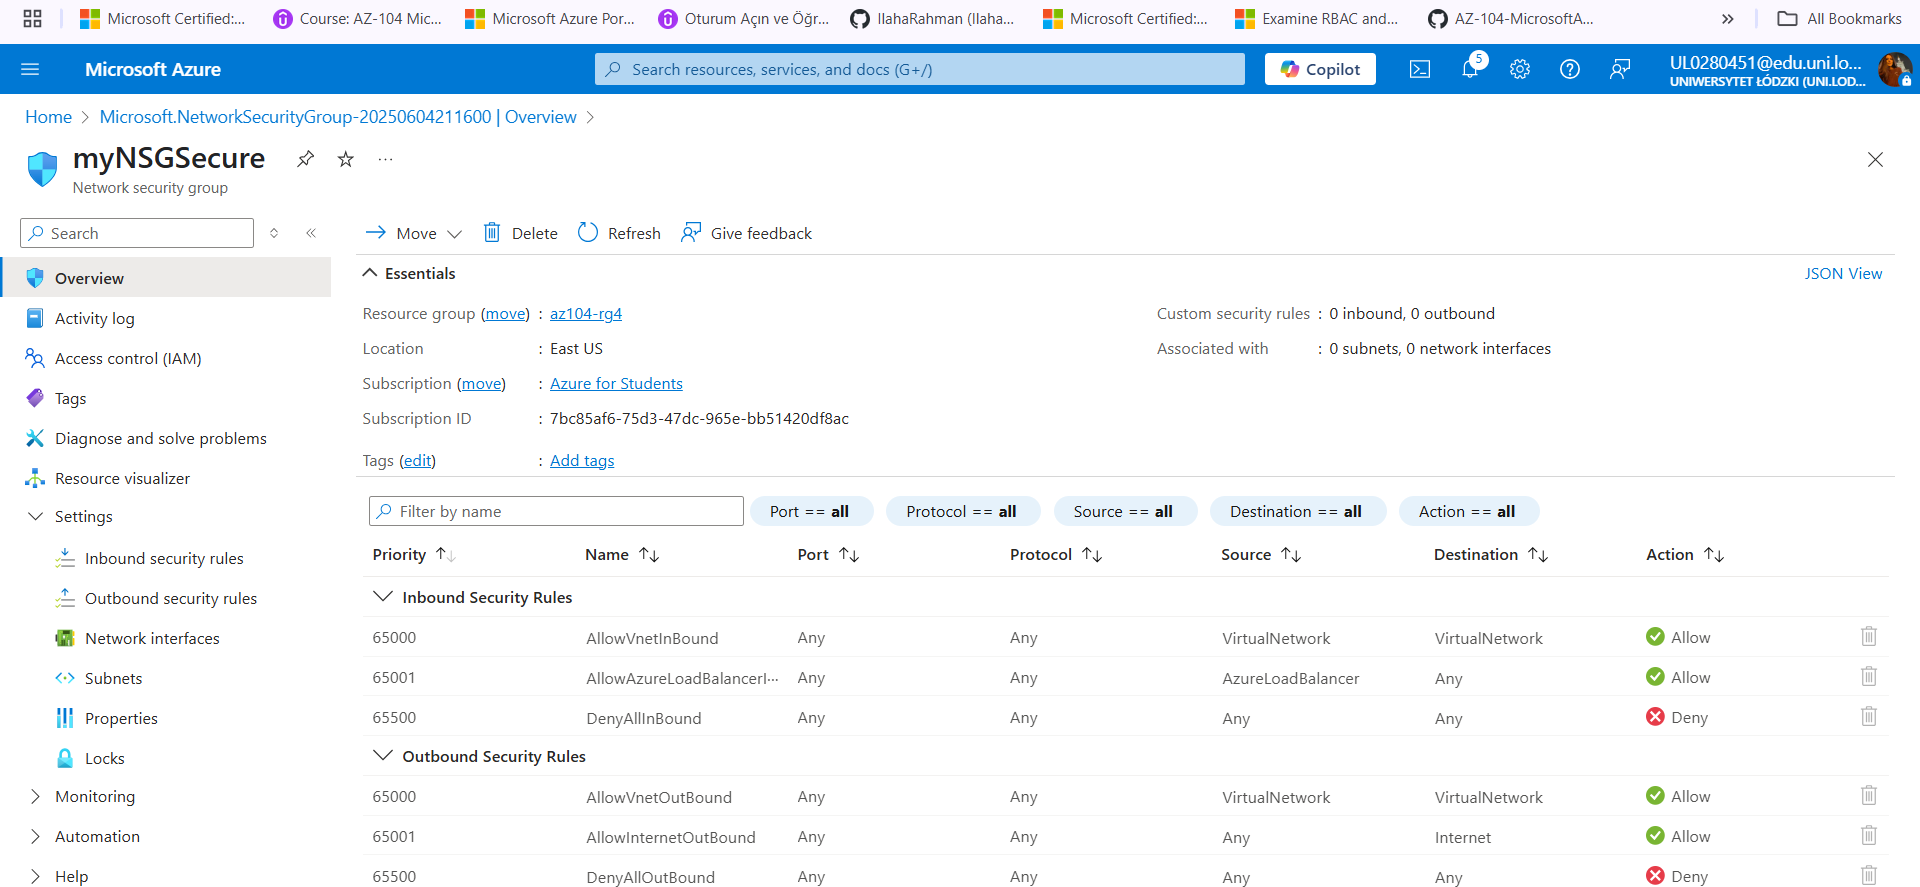 Microsoft Certified:...
Course: AZ-104 Mic...
Microsoft Azure Por...
Oturum Açın ve Öğr...
IlahaRahman (Ilaha...
Microsoft Certified:...
Examine RBAC and...
AZ-104-MicrosoftA...
All Bookmarks
Microsoft Azure
Search resources, services, and docs (G+/)
Copilot
5
UL0280451@edu.uni.lo...
UNIWERSYTET ŁÓDZKI (UNI.LOD...
Home > Microsoft.NetworkSecurityGroup-20250604211600 | Overview >
myNSGSecure
Network security group
Search
Overview
Activity log
Access control (IAM)
Tags
Diagnose and solve problems
Resource visualizer
Settings
Inbound security rules
Outbound security rules
Network interfaces
Subnets
Properties
Locks
Monitoring
Automation
Help
Move
Delete
Refresh
Give feedback
Essentials
JSON View
Resource group (move) : az104-rg4
Location : East US
Subscription (move) : Azure for Students
Subscription ID : 7bc85af6-75d3-47dc-965e-bb51420df8ac
Tags (edit) : Add tags
Custom security rules : 0 inbound, 0 outbound
Associated with : 0 subnets, 0 network interfaces
Filter by name
Port == all
Protocol == all
Source == all
Destination == all
Action == all
Priority Name Port Protocol Source Destination Action
Inbound Security Rules
65000 AllowVnetInBound Any Any VirtualNetwork VirtualNetwork Allow
65001 AllowAzureLoadBalancerI... Any Any AzureLoadBalancer Any Allow
65500 DenyAllInBound Any Any Any Any Deny
Outbound Security Rules
65000 AllowVnetOutBound Any Any VirtualNetwork VirtualNetwork Allow
65001 AllowInternetOutBound Any Any Any Internet Allow
65500 DenyAllOutBound Any Any Any Any Deny